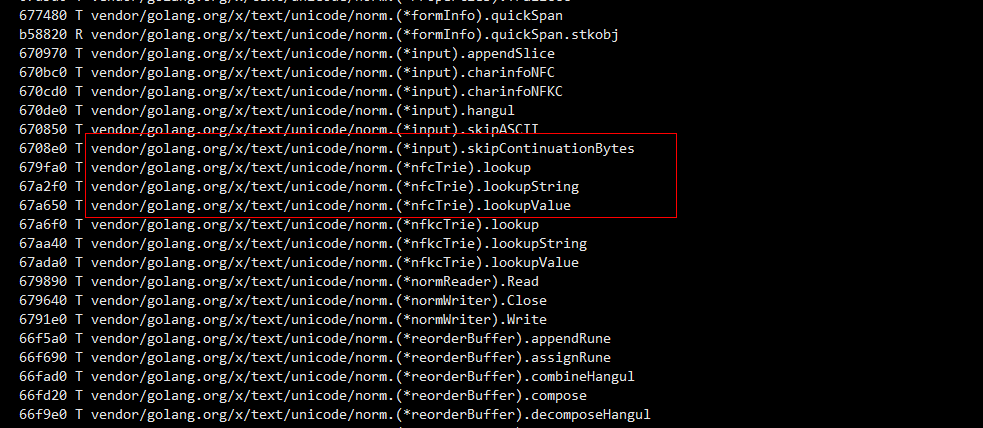 677480 T vendor/golang.org/x/text/unicode/norm.(*formInfo).quickSpan
b58820 R vendor/golang.org/x/text/unicode/norm.(*formInfo).quickSpan.stkobj
670970 T vendor/golang.org/x/text/unicode/norm.(*input).appendSlice
670bc0 T vendor/golang.org/x/text/unicode/norm.(*input).charinfoNFC
670cd0 T vendor/golang.org/x/text/unicode/norm.(*input).charinfoNFKC
670de0 T vendor/golang.org/x/text/unicode/norm.(*input).hangul
670850 T vendor/golang.org/x/text/unicode/norm.(*input).skipASCII
6708e0 T vendor/golang.org/x/text/unicode/norm.(*input).skipContinuationBytes
679fa0 T vendor/golang.org/x/text/unicode/norm.(*nfcTrie).lookup
67a2f0 T vendor/golang.org/x/text/unicode/norm.(*nfcTrie).lookupString
67a650 T vendor/golang.org/x/text/unicode/norm.(*nfcTrie).lookupValue
67a6f0 T vendor/golang.org/x/text/unicode/norm.(*nfkcTrie).lookup
67aa40 T vendor/golang.org/x/text/unicode/norm.(*nfkcTrie).lookupString
67ada0 T vendor/golang.org/x/text/unicode/norm.(*nfkcTrie).lookupValue
679890 T vendor/golang.org/x/text/unicode/norm.(*normReader).Read
679640 T vendor/golang.org/x/text/unicode/norm.(*normWriter).Close
6791e0 T vendor/golang.org/x/text/unicode/norm.(*normWriter).Write
66f5a0 T vendor/golang.org/x/text/unicode/norm.(*reorderBuffer).appendRune
66f690 T vendor/golang.org/x/text/unicode/norm.(*reorderBuffer).assignRune
66fad0 T vendor/golang.org/x/text/unicode/norm.(*reorderBuffer).combineHangul
66fd20 T vendor/golang.org/x/text/unicode/norm.(*reorderBuffer).compose
66f9e0 T vendor/golang.org/x/text/unicode/norm.(*reorderBuffer).decomposeHangul